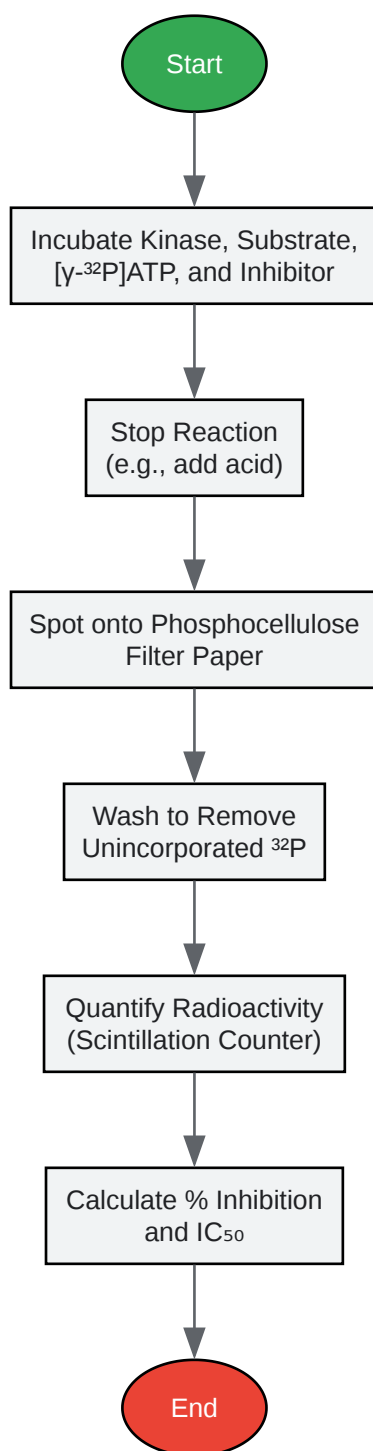 Start
Incubate Kinase, Substrate,
[γ-³²P]ATP, and Inhibitor
Stop Reaction
(e.g., add acid)
Spot onto Phosphocellulose
Filter Paper
Wash to Remove
Unincorporated ³²P
Quantify Radioactivity
(Scintillation Counter)
Calculate % Inhibition
and IC₅₀
End